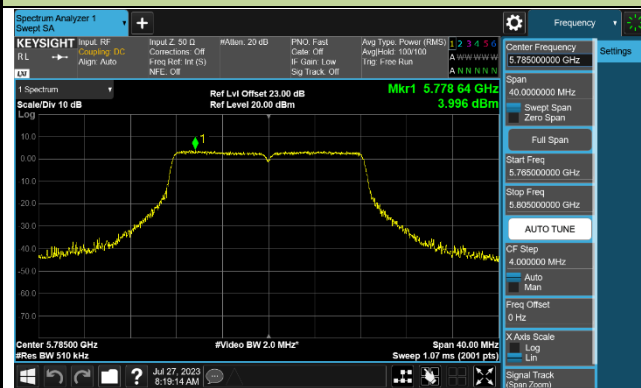 Spectrum Analyzer 1
Swept SA
+
Frequency
KEYSIGHT
RL
LXI
Input: RF
Coupling: DC
Align: Auto
Input Z: 50 Ω
Corrections: Off
Freq Ref: Int (S)
NFE: Off
#Atten: 20 dB
PNO: Fast
Gate: Off
IF Gain: Low
Sig Track: Off
Avg Type: Power (RMS)
Avg|Hold: 100/100
Trig: Free Run
1 2 3 4 5 6
A W W W W W
A N N N N N
1 Spectrum
Scale/Div 10 dB
Log
Ref Lvl Offset 23.00 dB
Ref Level 20.00 dBm
Mkr1 5.778 64 GHz
3.996 dBm
1
10.0
0.00
-10.0
-20.0
-30.0
-40.0
-50.0
-60.0
-70.0
Center 5.78500 GHz
#Res BW 510 kHz
#Video BW 2.0 MHz*
Span 40.00 MHz
Sweep 1.07 ms (2001 pts)
Jul 27, 2023
8:19:14 AM
?
Center Frequency
5.785000000 GHz
Span
40.0000000 MHz
Swept Span
Zero Span
Full Span
Start Freq
5.765000000 GHz
Stop Freq
5.805000000 GHz
AUTO TUNE
CF Step
4.000000 MHz
Auto
Man
Freq Offset
0 Hz
X Axis Scale
Log
Lin
Signal Track
(Span Zoom)
Settings